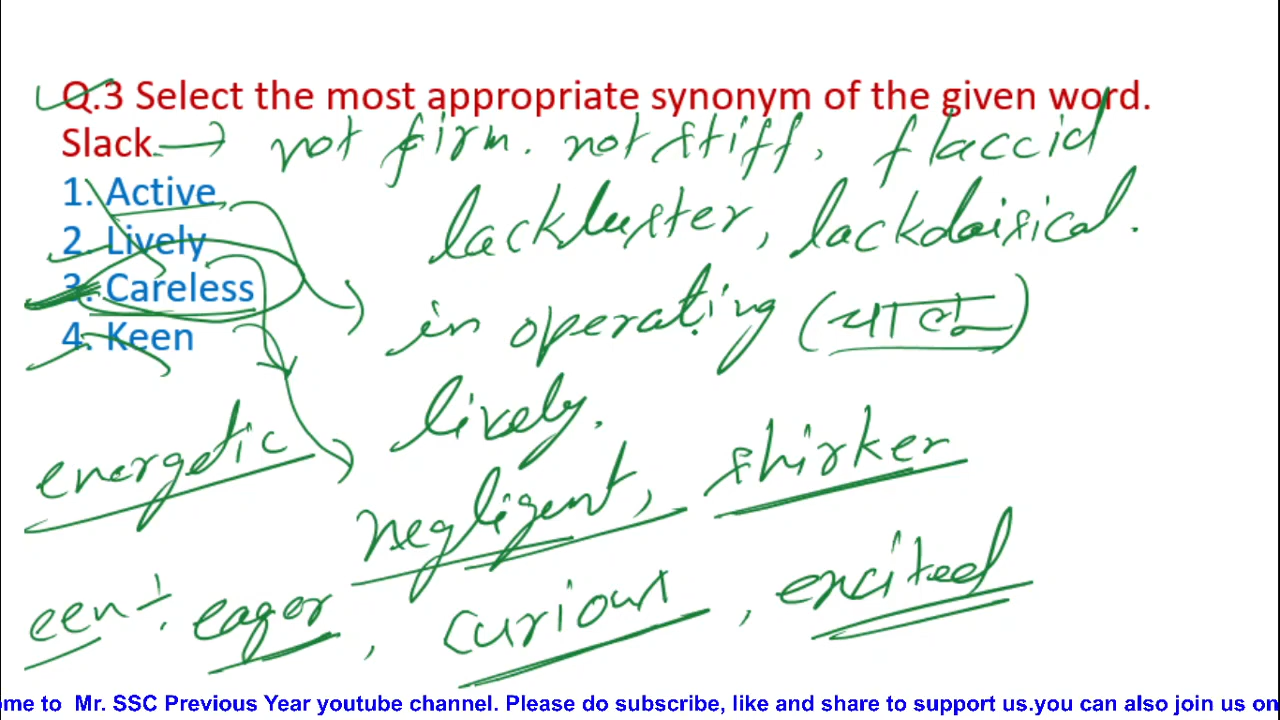 Q.3 Select the most appropriate synonym of the given word.
Slack. → not firm. not stiff, flaccid
1. Active
lackluster, lackdaisical.
2. Lively
3. Careless
in operating (चालू)
4. Keen
lively.
energetic
negligent, shirker
een :- eager, curious, excited
ome to Mr. SSC Previous Year youtube channel. Please do subscribe, like and share to support us.you can also join us on